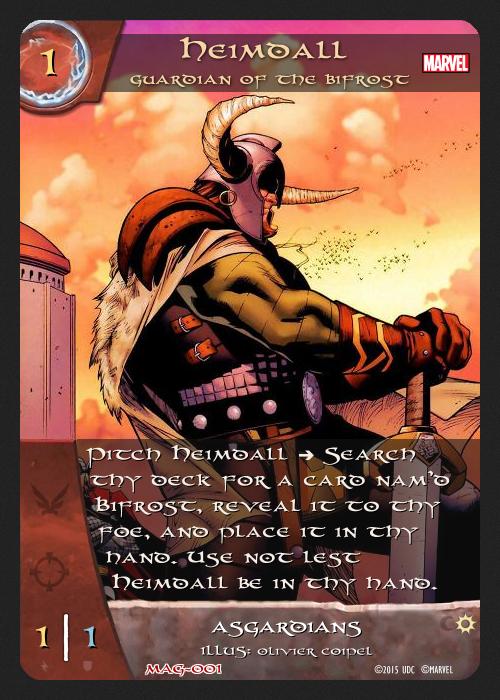 1
Heimdall
Guardian of the Bifrost
MARVEL
Pitch Heimdall → Search
thy deck for a card nam'd
Bifrost, reveal it to thy
foe, and place it in thy
hand. Use not lest
Heimdall be in thy hand.
1 | 1
Asgardians
Illus: Olivier Coipel
MAG-001
©2015 UDC ©MARVEL